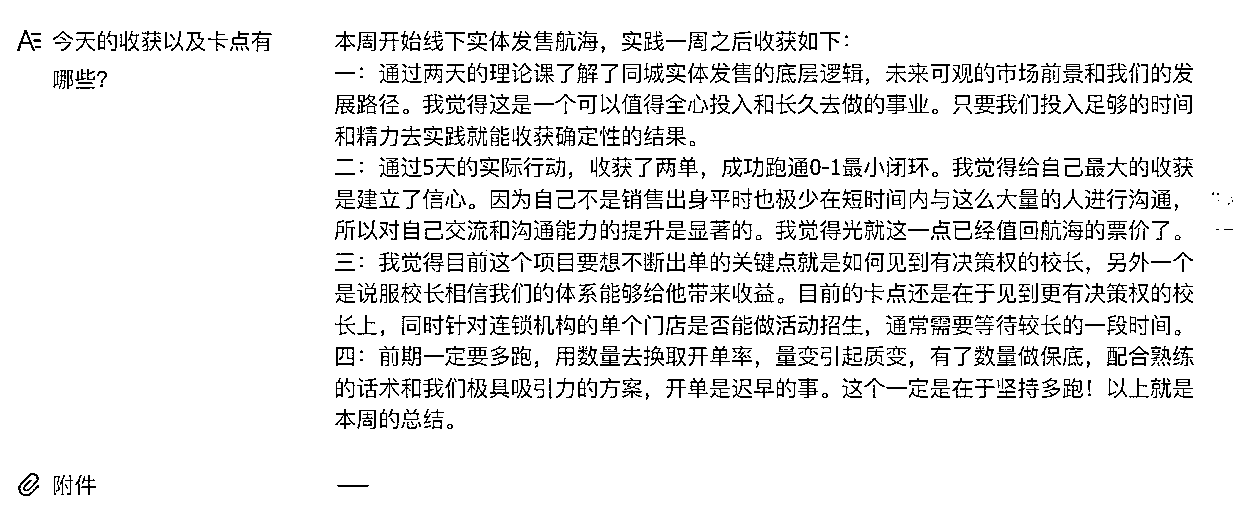 今天的收获以及卡点有
哪些?
本周开始线下实体发售航海，实践一周之后收获如下：
一：通过两天的理论课了解了同城实体发售的底层逻辑，未来可观的市场前景和我们的发
展路径。我觉得这是一个可以值得全心投入和长久去做的事业。只要我们投入足够的时间
和精力去实践就能收获确定性的结果。
二：通过5天的实际行动，收获了两单，成功跑通0-1最小闭环。我觉得给自己最大的收获
是建立了信心。因为自己不是销售出身平时也极少在短时间内与这么大量的人进行沟通，
所以对自己交流和沟通能力的提升是显著的。我觉得光就这一点已经值回航海的票价了。
三：我觉得目前这个项目要想不断出单的关键点就是如何见到有决策权的校长，另外一个
是说服校长相信我们的体系能够给他带来收益。目前的卡点还是在于见到更有决策权的校
长上，同时针对连锁机构的单个门店是否能做活动招生，通常需要等待较长的一段时间。
四：前期一定要多跑，用数量去换取开单率，量变引起质变，有了数量做保底，配合熟练
的话术和我们极具吸引力的方案，开单是迟早的事。这个一定是在于坚持多跑！以上就是
本周的总结。
附件
—